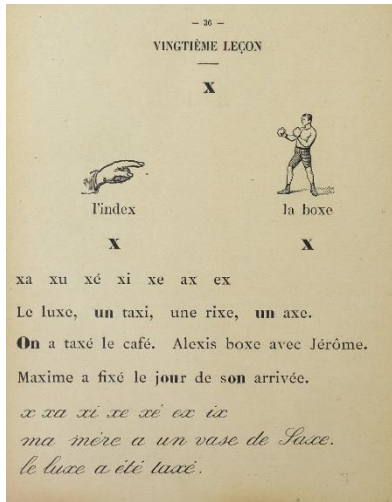 — 36 —
VINGTIÈME LEÇON
x
l'index
la boxe
x
x
xa xu xé xi xe ax ex
Le luxe, un taxi, une rixe, un axe.
On a taxé le café. Alexis boxe avec Jérôme.
Maxime a fixé le jour de son arrivée.
x xa xi xe xé ex ix
ma mère a un vase de Saxe.
le luxe a été taxé.